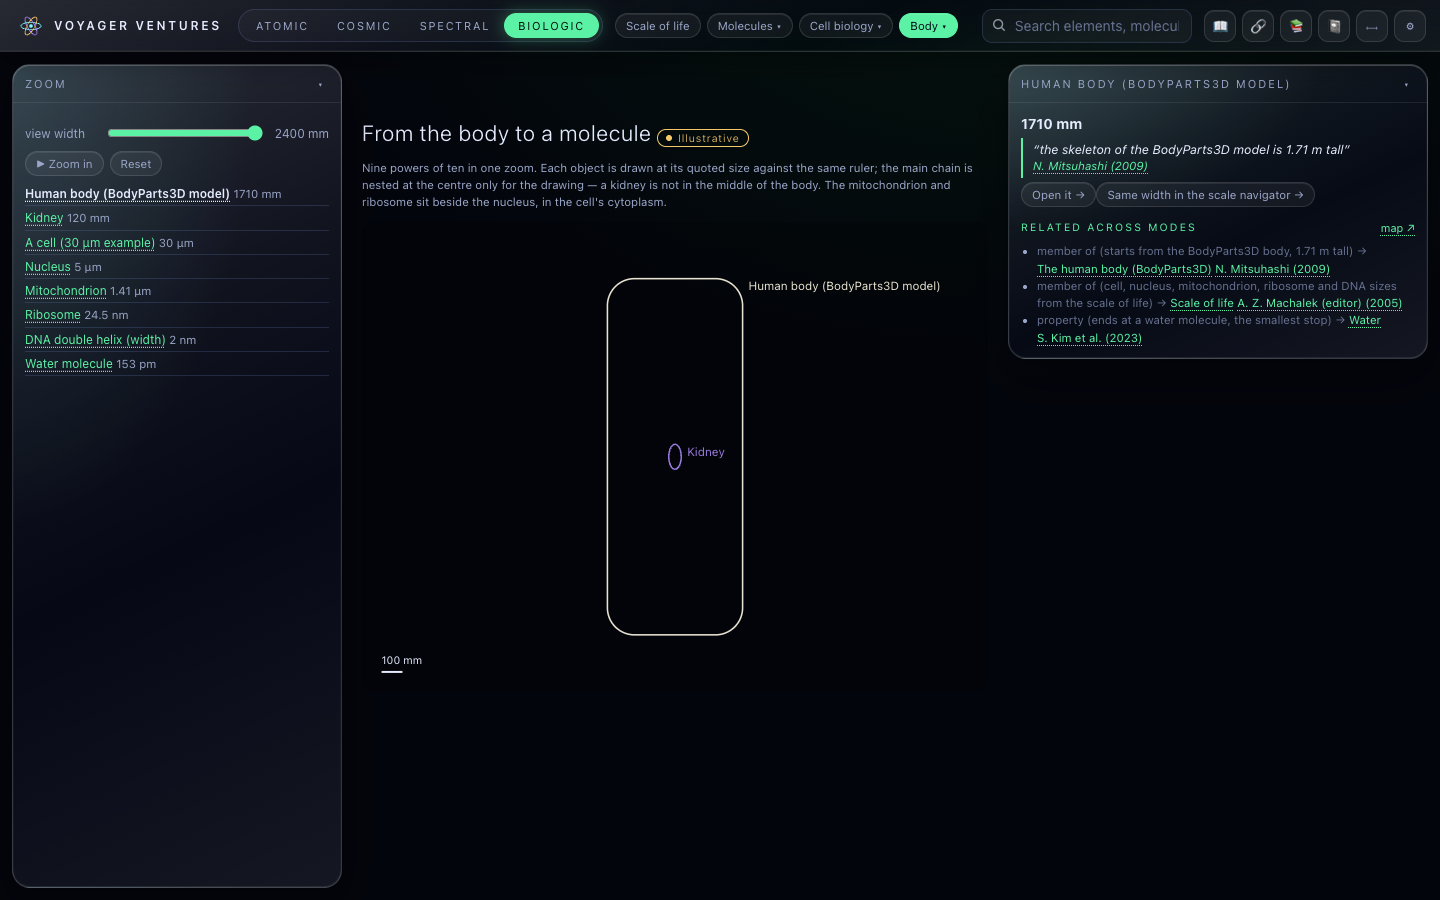 VOYAGER VENTURES
ATOMIC COSMIC SPECTRAL BIOLOGIC
Scale of life Molecules ▾ Cell biology ▾ Body ▾
Search elements, molecul
ZOOM
view width 2400 mm
▶ Zoom in Reset
Human body (BodyParts3D model) 1710 mm
Kidney 120 mm
A cell (30 µm example) 30 µm
Nucleus 5 µm
Mitochondrion 1.41 µm
Ribosome 24.5 nm
DNA double helix (width) 2 nm
Water molecule 153 pm
From the body to a molecule Illustrative
Nine powers of ten in one zoom. Each object is drawn at its quoted size against the same ruler; the main chain is
nested at the centre only for the drawing — a kidney is not in the middle of the body. The mitochondrion and
ribosome sit beside the nucleus, in the cell's cytoplasm.
Human body (BodyParts3D model)
Kidney
100 mm
HUMAN BODY (BODYPARTS3D MODEL)
1710 mm
“the skeleton of the BodyParts3D model is 1.71 m tall”
N. Mitsuhashi (2009)
Open it → Same width in the scale navigator →
RELATED ACROSS MODES map ↗
member of (starts from the BodyParts3D body, 1.71 m tall) →
The human body (BodyParts3D) N. Mitsuhashi (2009)
member of (cell, nucleus, mitochondrion, ribosome and DNA sizes
from the scale of life) → Scale of life A. Z. Machalek (editor) (2005)
property (ends at a water molecule, the smallest stop) → Water
S. Kim et al. (2023)